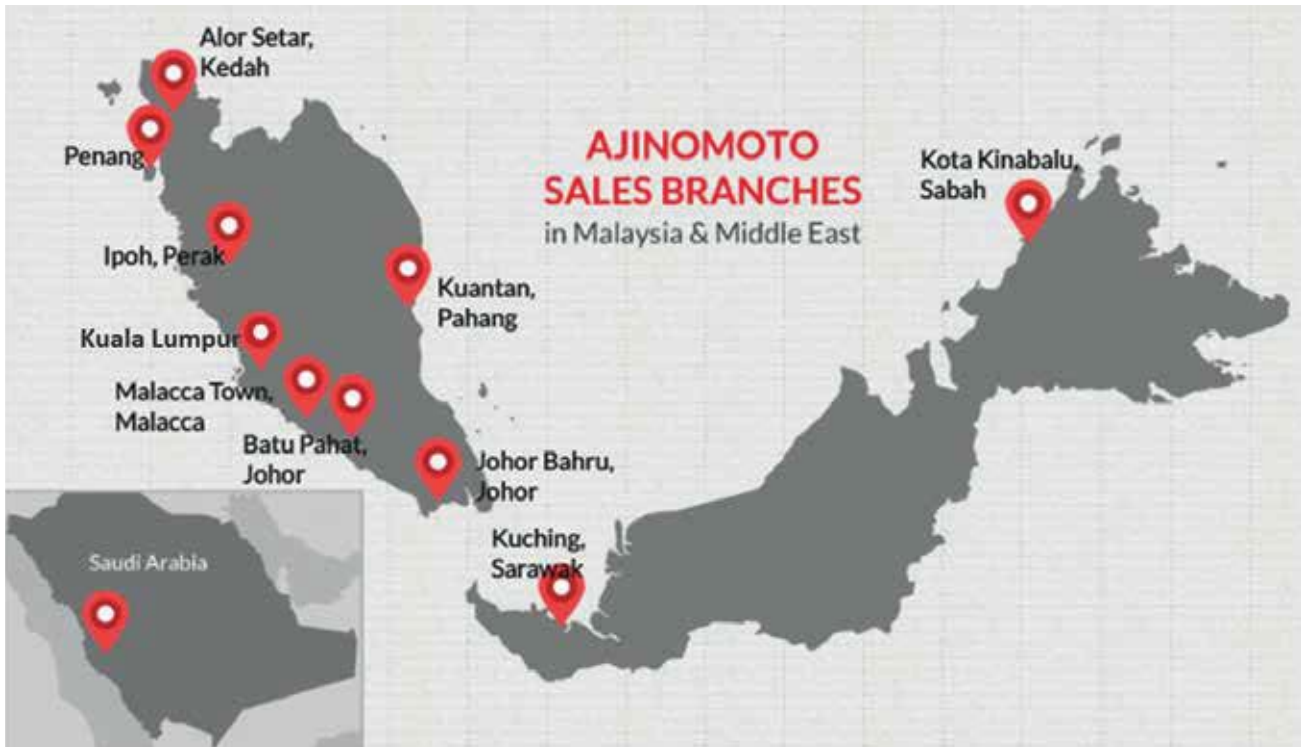 Alor Setar,
Kedah
Penang
Ipoh, Perak
Kuala Lumpur
Malacca Town,
Malacca
Batu Pahat,
Johor
Kuantan,
Pahang
Johor Bahru,
Johor
AJINOMOTO
SALES BRANCHES
in Malaysia & Middle East
Kota Kinabalu,
Sabah
Kuching,
Sarawak
Saudi Arabia